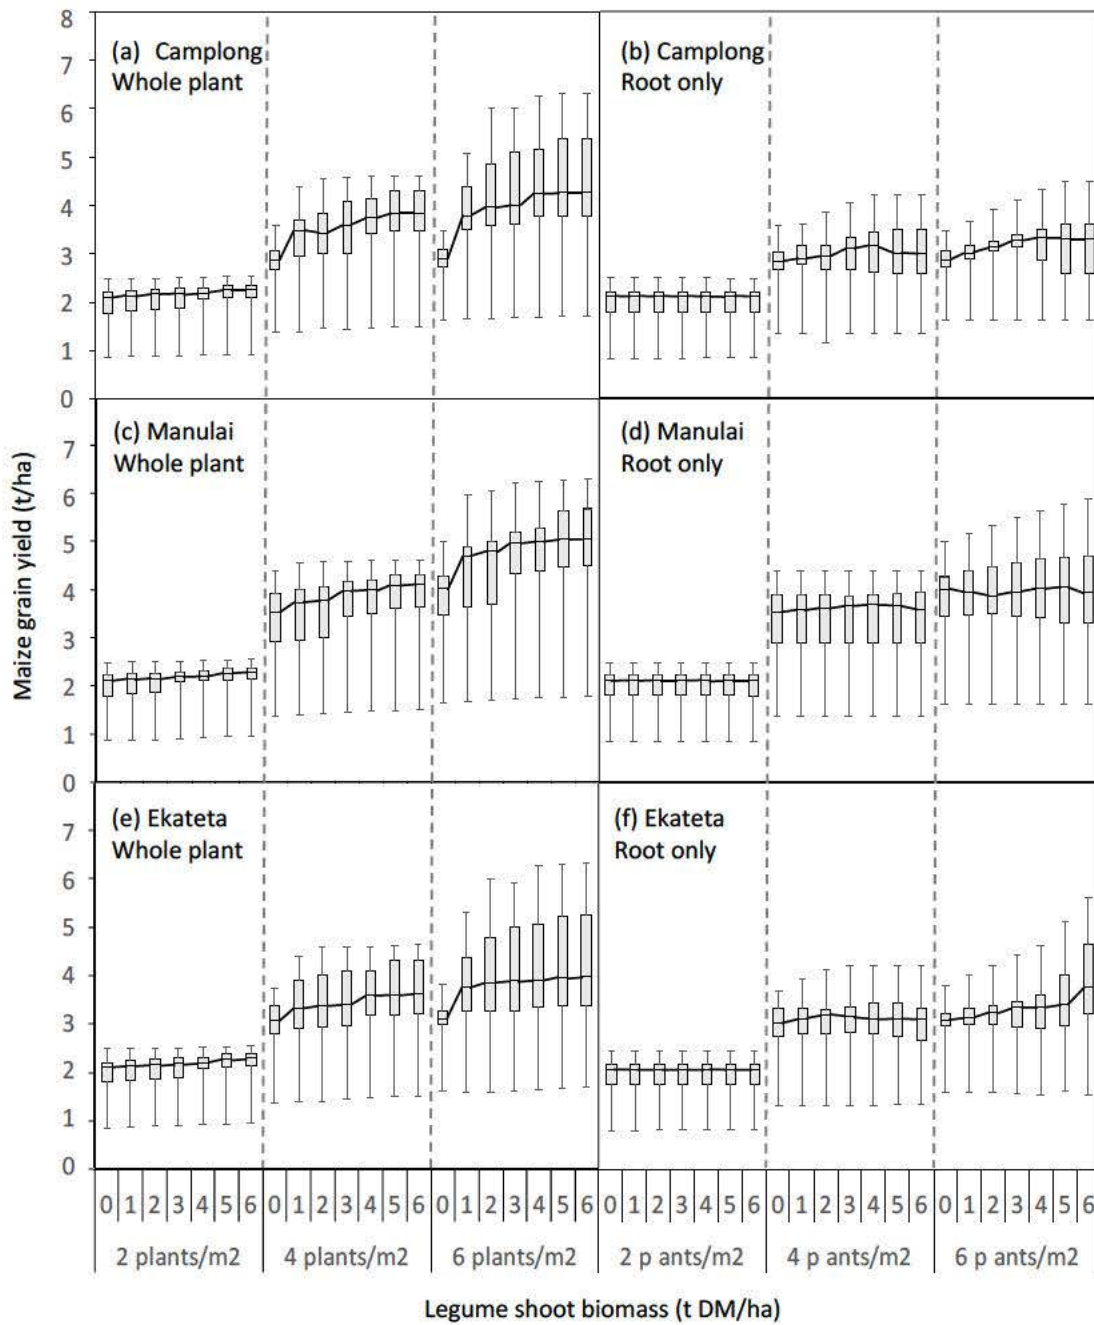 8
7
6
5
4
3
2
1
0
7
6
5
4
3
2
1
0
7
6
5
4
3
2
1
0
Maize grain yield (t/ha)
(a) Camplong
Whole plant
(b) Camplong
Root only
(c) Manulai
Whole plant
(d) Manulai
Root only
(e) Ekateta
Whole plant
(f) Ekateta
Root only
0 1 2 3 4 5 6 0 1 2 3 4 5 6 0 1 2 3 4 5 6 0 1 2 3 4 5 6 0 1 2 3 4 5 6 0 1 2 3 4 5 6
2 plants/m2 4 plants/m2 6 plants/m2 2 p ants/m2 4 p ants/m2 6 p ants/m2
Legume shoot biomass (t DM/ha)